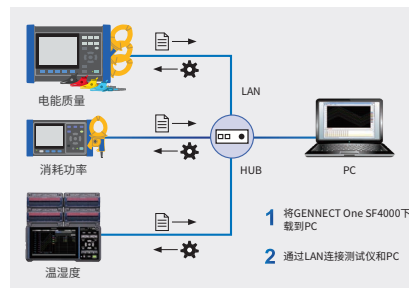 LAN
电能质量
消耗功率
HUB
PC
1 将GENNECT One SF4000下
载到PC
2 通过LAN连接测试仪和PC
温湿度